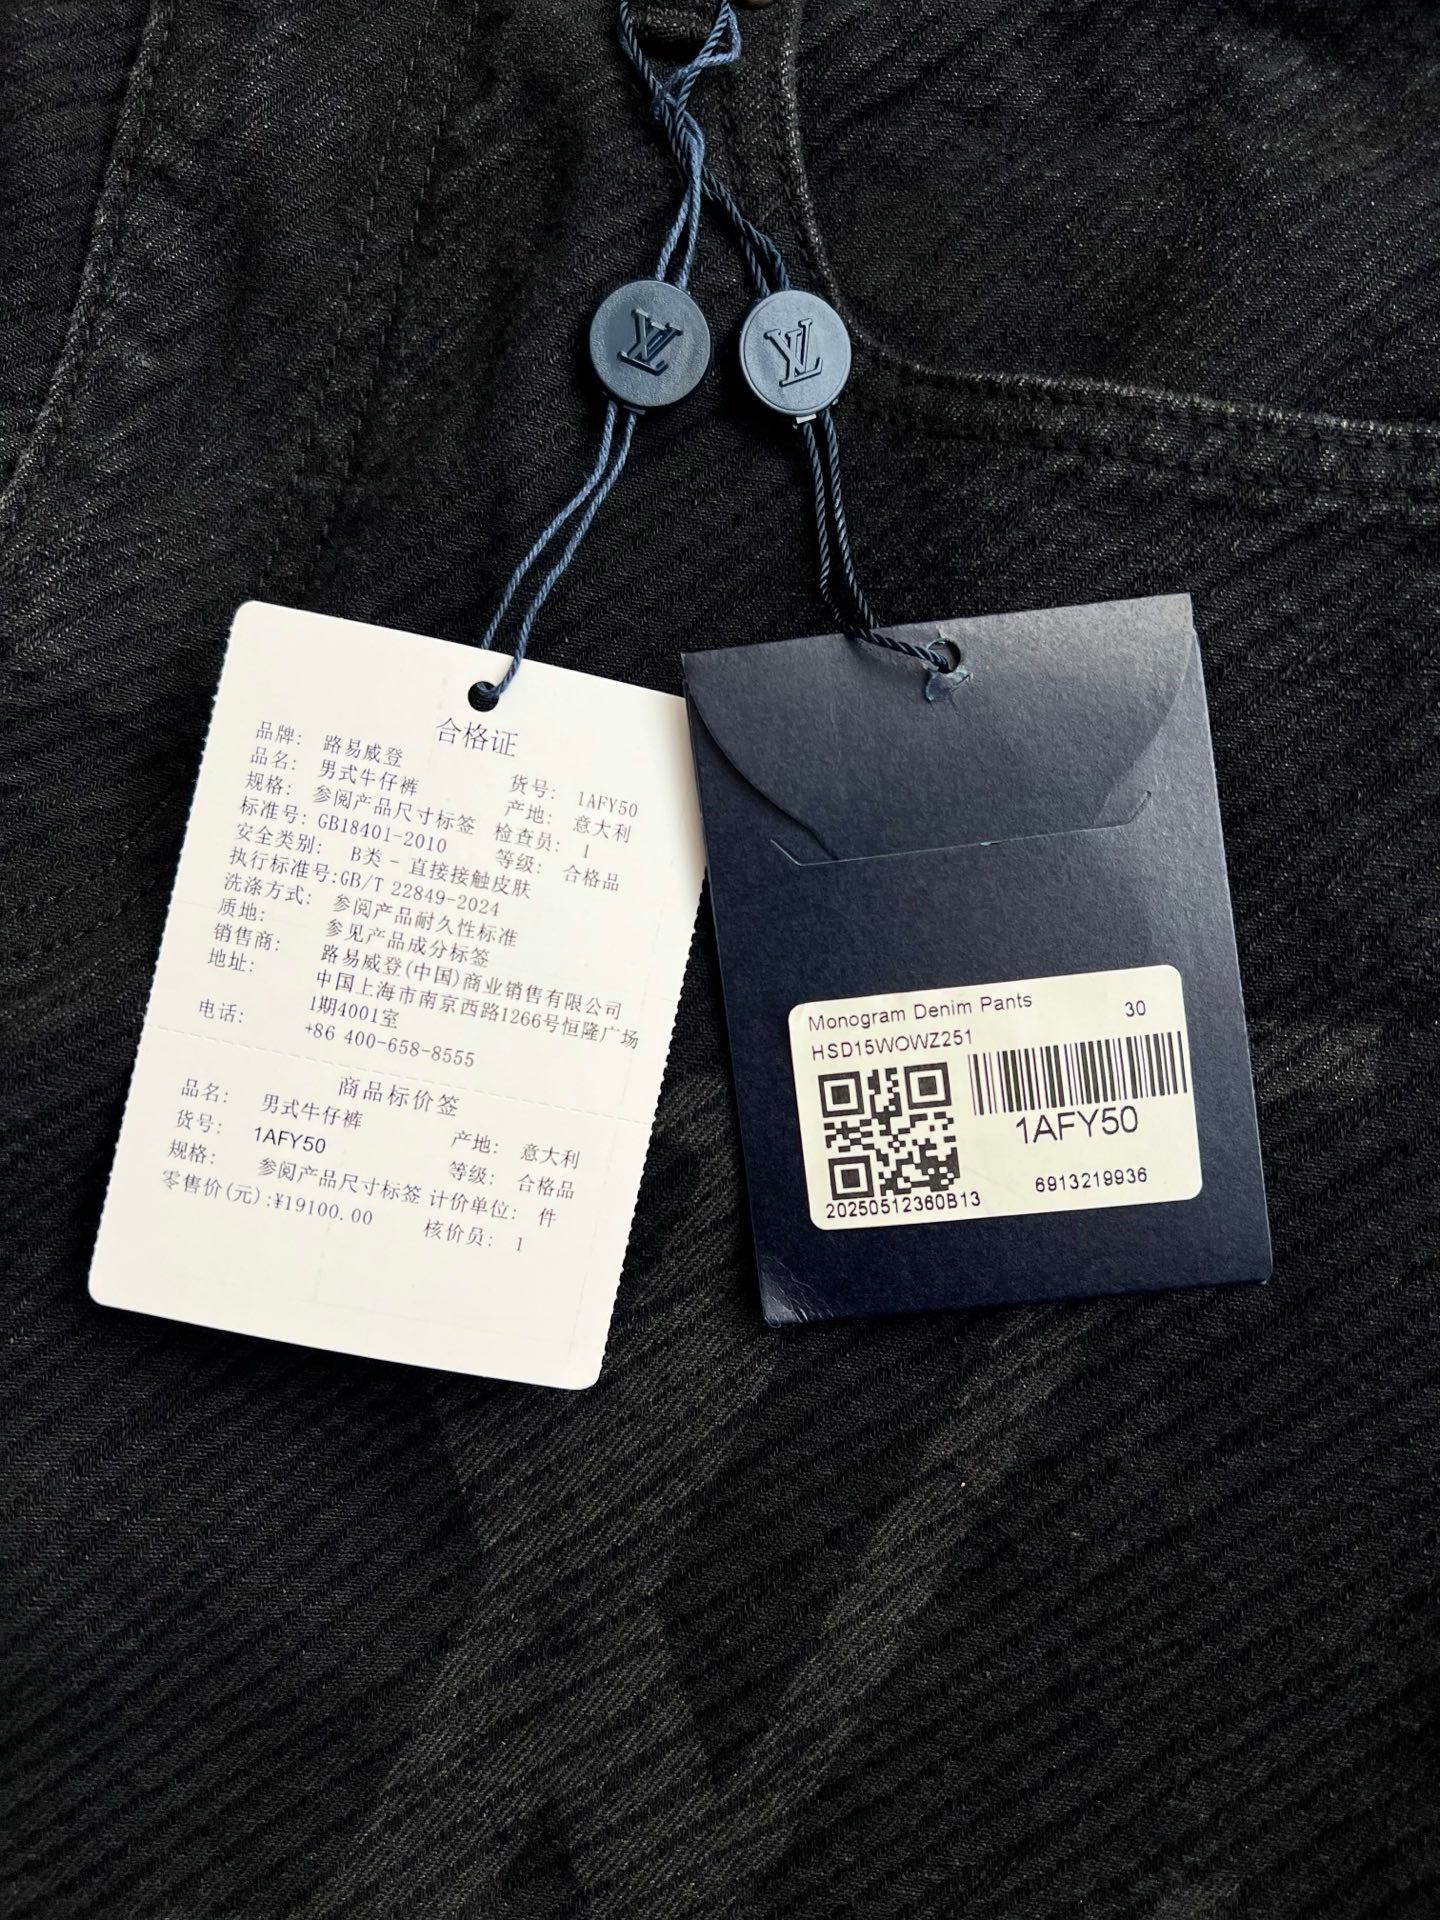 LV
LV
合格证
品牌: 路易威登
品名: 男式牛仔裤 货号: 1AFY50
规格: 参阅产品尺寸标签 产地: 意大利
标准号: GB18401-2010 检查员: 1
安全类别: B类 - 直接接触皮肤 等级: 合格品
执行标准号:GB/T 22849-2024
洗涤方式: 参阅产品耐久性标准
质地: 参见产品成分标签
销售商: 路易威登(中国)商业销售有限公司
地址: 中国上海市南京西路1266号恒隆广场
1期4001室
电话: +86 400-658-8555
商品标价签
品名: 男式牛仔裤
货号: 1AFY50 产地: 意大利
规格: 参阅产品尺寸标签 等级: 合格品
零售价(元):¥19100.00 计价单位: 件
核价员: 1
Monogram Denim Pants 30
HSD15WOWZ251
1AFY50
20250512360B13 6913219936